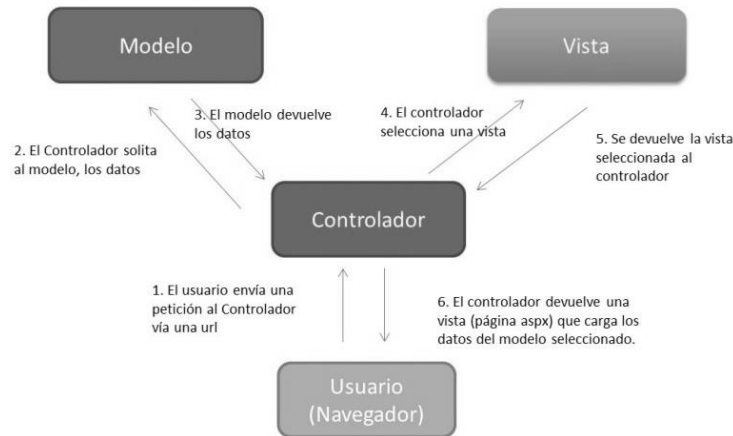 Modelo
Vista
3. El modelo devuelve
los datos
4. El controlador
selecciona una vista
2. El Controlador solita
al modelo, los datos
5. Se devuelve la vista
seleccionada al
controlador
Controlador
1. El usuario envía una
petición al Controlador
vía una url
6. El controlador devuelve una
vista (página aspx) que carga los
datos del modelo seleccionado.
Usuario
(Navegador)